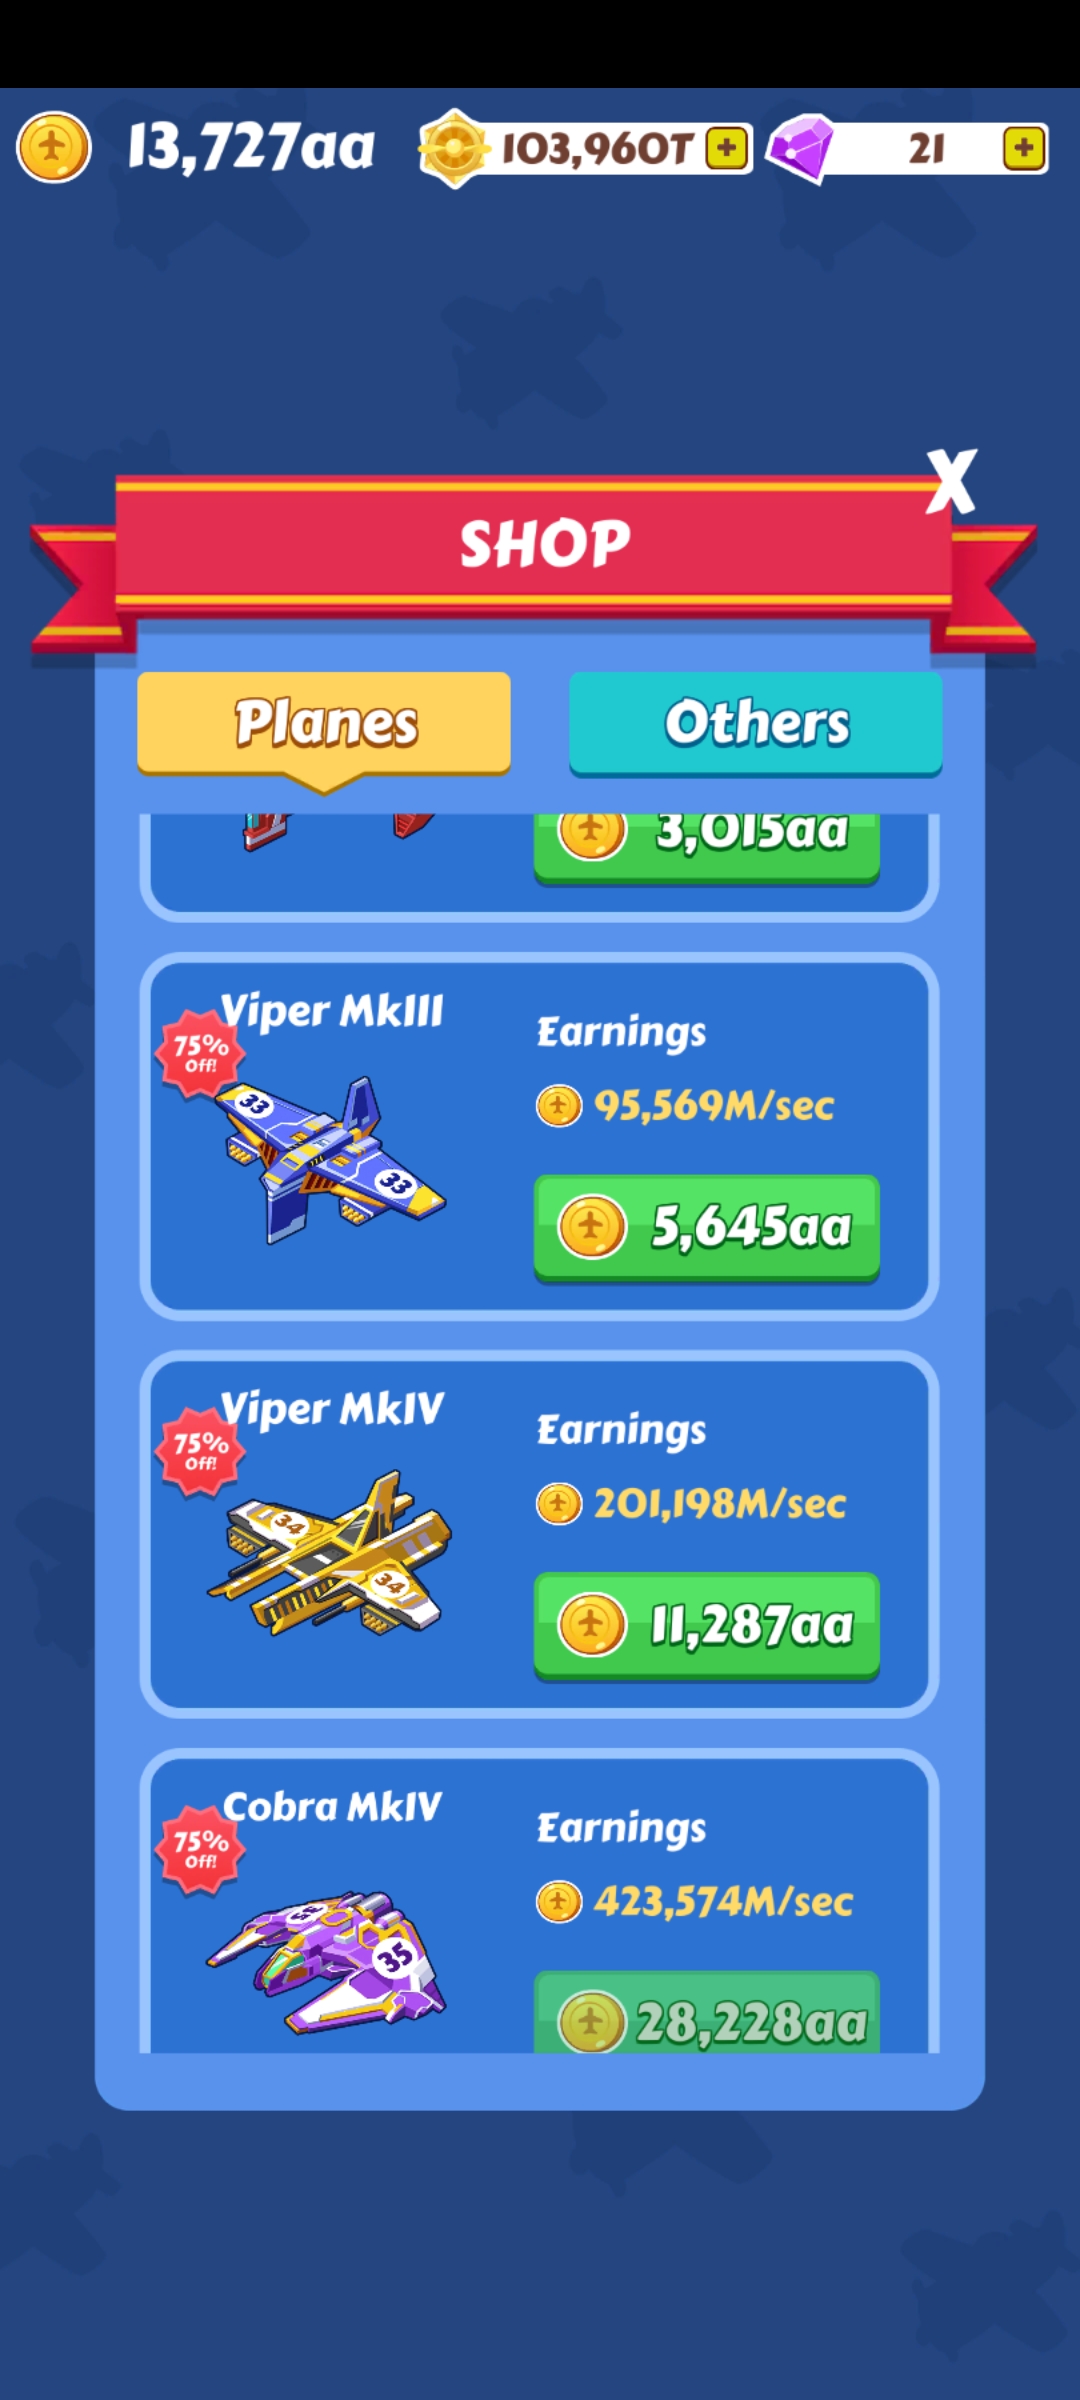 13,727aa
103,960T
21
SHOP
X
Planes
Others
3,015aa
Viper MkIII
75%
Off!
33
33
Earnings
95,569M/sec
5,645aa
Viper MkIV
75%
Off!
34
34
Earnings
201,198M/sec
11,287aa
Cobra MkIV
75%
Off!
35
35
Earnings
423,574M/sec
28,228aa